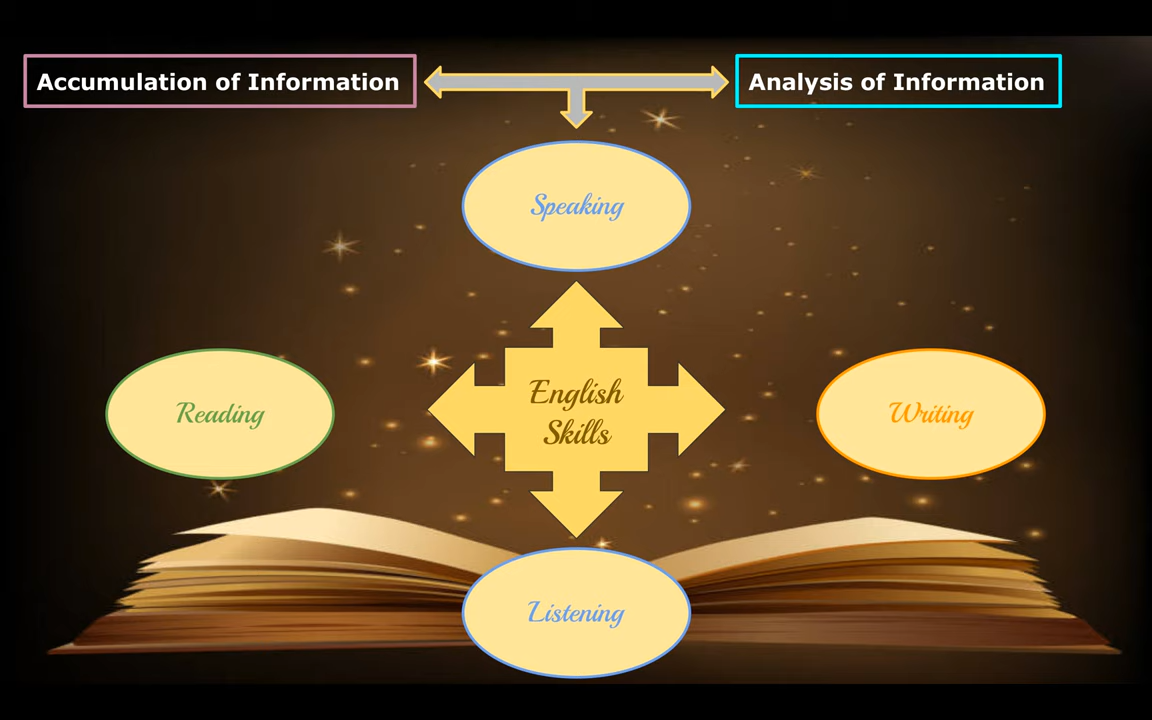 Accumulation of Information
Analysis of Information
Speaking
Reading
English
Skills
Writing
Listening